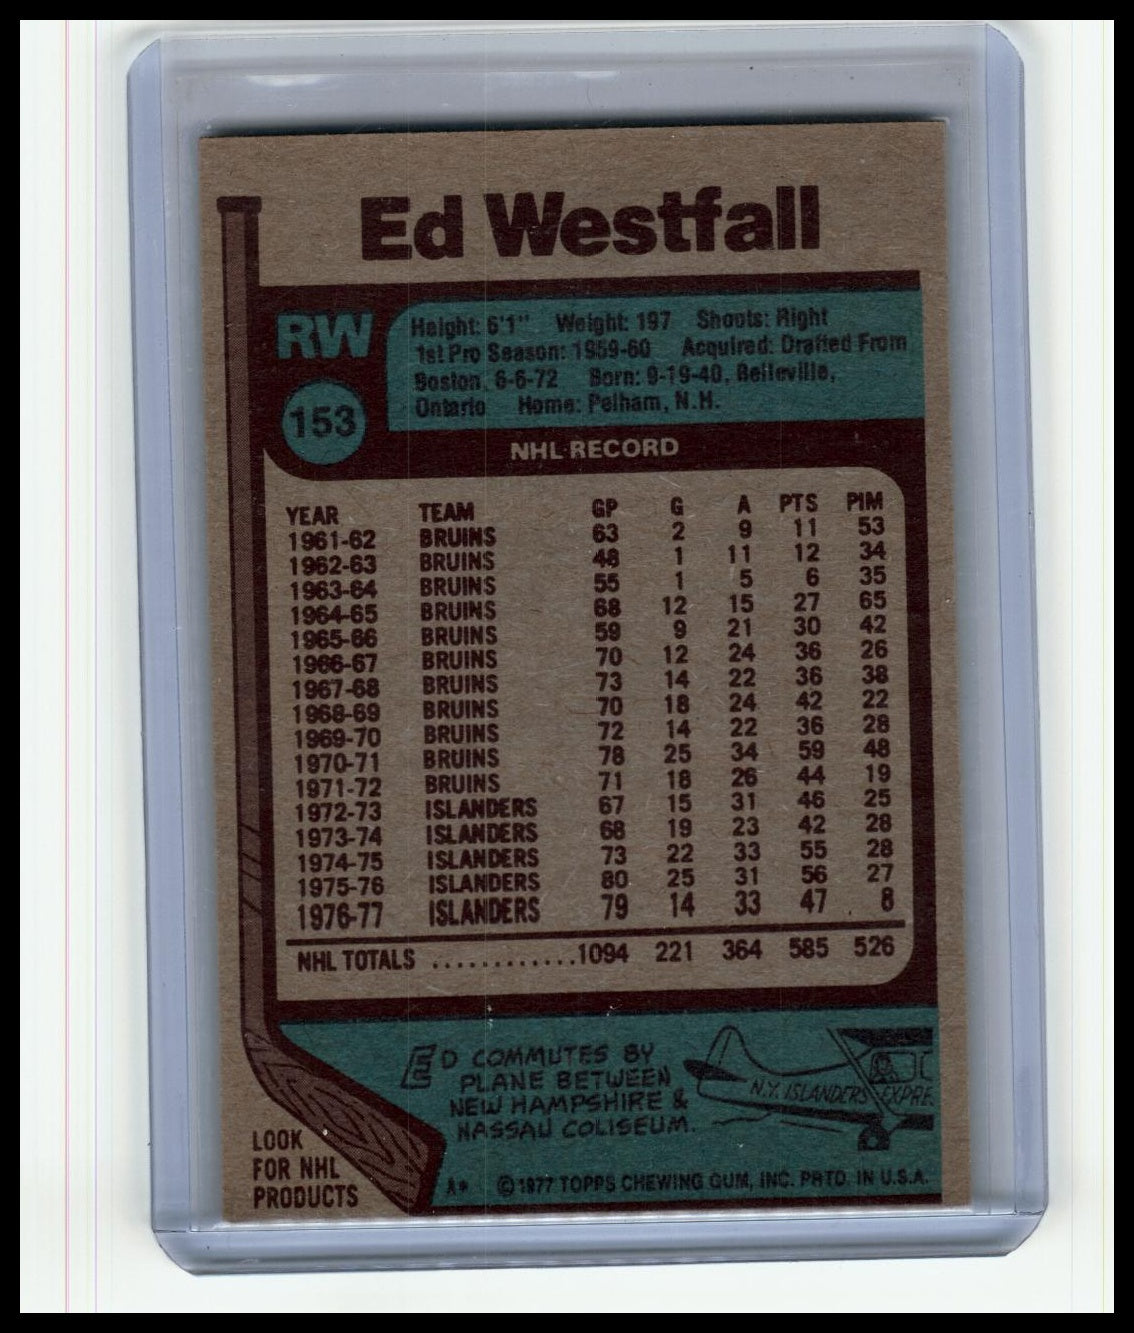 Ed Westfall
RW
153
Height: 6'1" Weight: 197 Shoots: Right
1st Pro Season: 1959-60 Acquired: Drafted From
Boston, 6-6-72 Born: 9-19-40, Belleville,
Ontario Home: Pelham, N.H.
NHL RECORD
YEAR TEAM GP G A PTS PIM
1961-62 BRUINS 63 2 9 11 53
1962-63 BRUINS 48 1 11 12 34
1963-64 BRUINS 55 1 5 6 35
1964-65 BRUINS 68 12 15 27 65
1965-66 BRUINS 59 9 21 30 42
1966-67 BRUINS 70 12 24 36 26
1967-68 BRUINS 73 14 22 36 38
1968-69 BRUINS 70 18 24 42 22
1969-70 BRUINS 72 14 22 36 28
1970-71 BRUINS 78 25 34 59 48
1971-72 BRUINS 71 18 26 44 19
1972-73 ISLANDERS 67 15 31 46 25
1973-74 ISLANDERS 68 19 23 42 28
1974-75 ISLANDERS 73 22 33 55 28
1975-76 ISLANDERS 80 25 31 56 27
1976-77 ISLANDERS 79 14 33 47 8
NHL TOTALS .............1094 221 364 585 526
ED COMMUTES BY
PLANE BETWEEN
NEW HAMPSHIRE &
NASSAU COLISEUM.
N.Y. ISLANDERS EXPRE
LOOK
FOR NHL
PRODUCTS
A* © 1977 TOPPS CHEWING GUM, INC. PRTD. IN U.S.A.